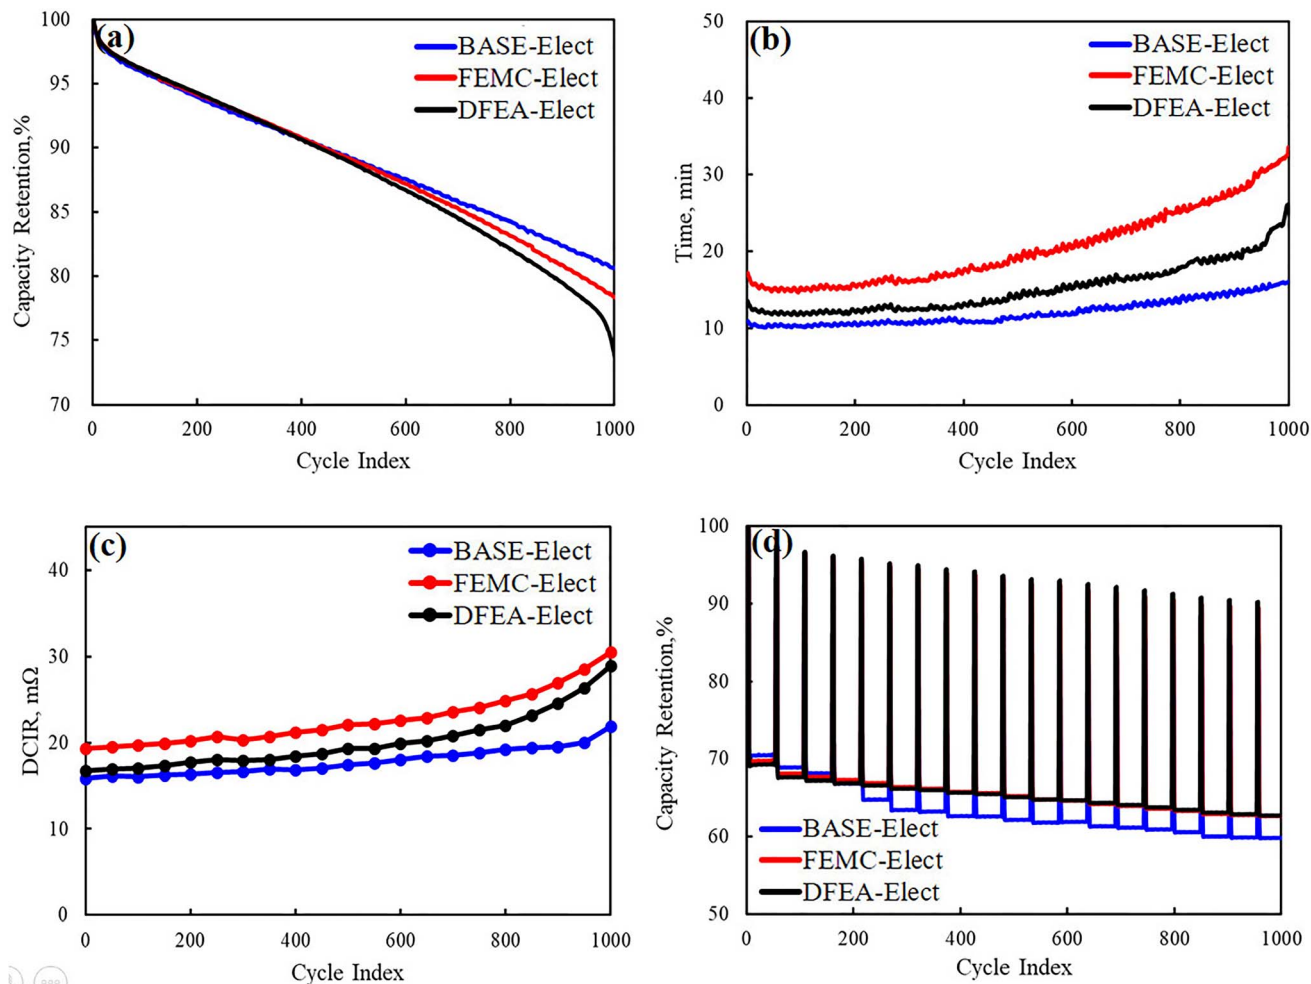 (a)
BASE-Elect
FEMC-Elect
DFEA-Elect
Capacity Retention,%
100
95
90
85
80
75
70
0 200 400 600 800 1000
Cycle Index
(b)
BASE-Elect
FEMC-Elect
DFEA-Elect
Time, min
50
40
30
20
10
0
0 200 400 600 800 1000
Cycle Index
(c)
BASE-Elect
FEMC-Elect
DFEA-Elect
DCIR, mΩ
40
30
20
10
0
0 200 400 600 800 1000
Cycle Index
(d)
Capacity Retention,%
100
90
80
70
60
50
BASE-Elect
FEMC-Elect
DFEA-Elect
0 200 400 600 800 1000
Cycle Index